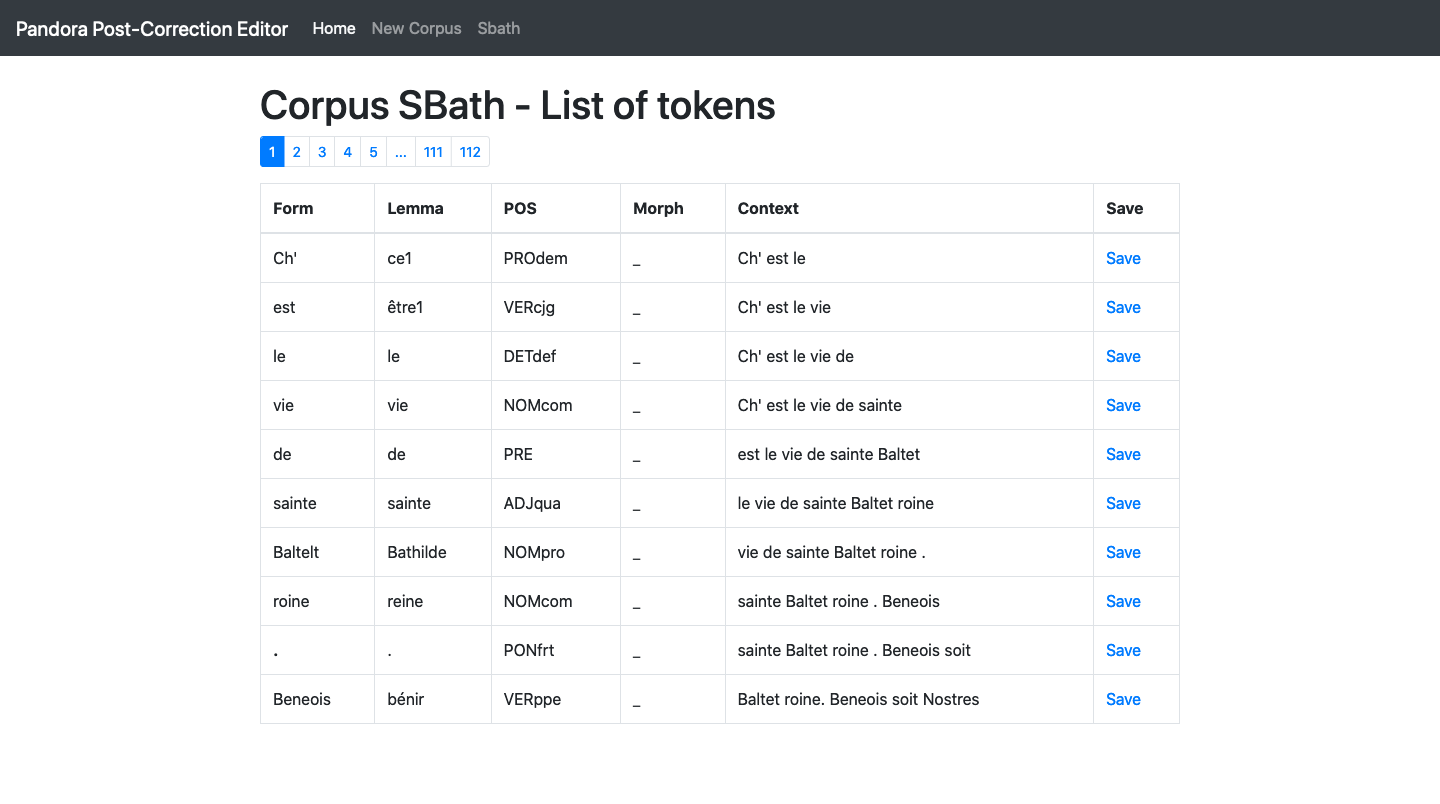 Pandora Post-Correction Editor Home New Corpus Sbath
Corpus SBath - List of tokens
1 2 3 4 5 ... 111 112
Form Lemma POS Morph Context Save
Ch' ce1 PROdem _ Ch' est le Save
est être1 VERcjg _ Ch' est le vie Save
le le DETdef _ Ch' est le vie de Save
vie vie NOMcom _ Ch' est le vie de sainte Save
de de PRE _ est le vie de sainte Baltet Save
sainte sainte ADJqua _ le vie de sainte Baltet roine Save
Baltelt Bathilde NOMpro _ vie de sainte Baltet roine . Save
roine reine NOMcom _ sainte Baltet roine . Beneois Save
. . PONfrt _ sainte Baltet roine . Beneois soit Save
Beneois bénir VERppe _ Baltet roine. Beneois soit Nostres Save